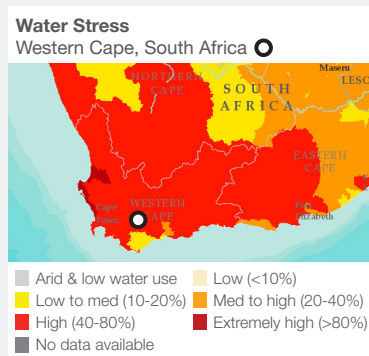 Water Stress
Western Cape, South Africa
Maseru
NORTHERN
CAPE
SOUTH
AFRICA
LESO
EASTERN
CAPE
WESTERN
CAPE
Cape
Town
Port
Elizabeth
Arid & low water use
Low (<10%)
Low to med (10-20%)
Med to high (20-40%)
High (40-80%)
Extremely high (>80%)
No data available